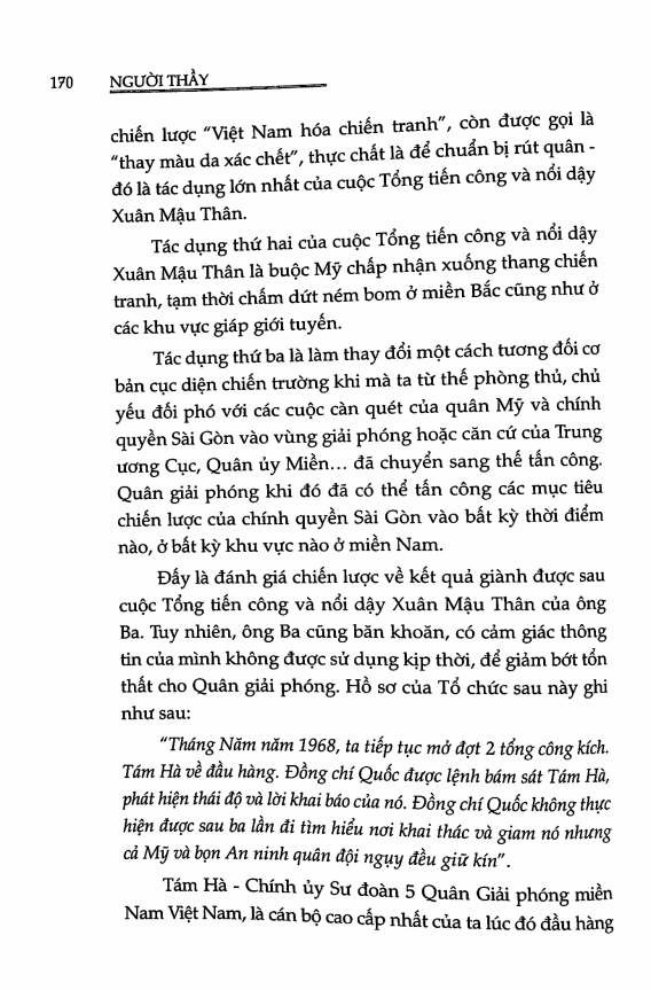 170 NGƯỜI THẦY
chiến lược “Việt Nam hóa chiến tranh”, còn được gọi là
“thay màu da xác chết”, thực chất là để chuẩn bị rút quân -
đó là tác dụng lớn nhất của cuộc Tổng tiến công và nổi dậy
Xuân Mậu Thân.
Tác dụng thứ hai của cuộc Tổng tiến công và nổi dậy
Xuân Mậu Thân là buộc Mỹ chấp nhận xuống thang chiến
tranh, tạm thời chấm dứt ném bom ở miền Bắc cũng như ở
các khu vực giáp giới tuyến.
Tác dụng thứ ba là làm thay đổi một cách tương đối cơ
bản cục diện chiến trường khi mà ta từ thế phòng thủ, chủ
yếu đối phó với các cuộc càn quét của quân Mỹ và chính
quyền Sài Gòn vào vùng giải phóng hoặc căn cứ của Trung
ương Cục, Quân ủy Miền... đã chuyển sang thế tấn công.
Quân giải phóng khi đó đã có thể tấn công các mục tiêu
chiến lược của chính quyền Sài Gòn vào bất kỳ thời điểm
nào, ở bất kỳ khu vực nào ở miền Nam.
Đấy là đánh giá chiến lược về kết quả giành được sau
cuộc Tổng tiến công và nổi dậy Xuân Mậu Thân của ông
Ba. Tuy nhiên, ông Ba cũng băn khoăn, có cảm giác thông
tin của mình không được sử dụng kịp thời, để giảm bớt tổn
thất cho Quân giải phóng. Hồ sơ của Tổ chức sau này ghi
như sau:
“Tháng Năm năm 1968, ta tiếp tục mở đợt 2 tổng công kích.
Tám Hà về đầu hàng. Đồng chí Quốc được lệnh bám sát Tám Hà,
phát hiện thái độ và lời khai báo của nó. Đồng chí Quốc không thực
hiện được sau ba lần đi tìm hiểu nơi khai thác và giam nó nhưng
cả Mỹ và bọn An ninh quân đội ngụy đều giữ kín”.
Tám Hà - Chính ủy Sư đoàn 5 Quân Giải phóng miền
Nam Việt Nam, là cán bộ cao cấp nhất của ta lúc đó đầu hàng